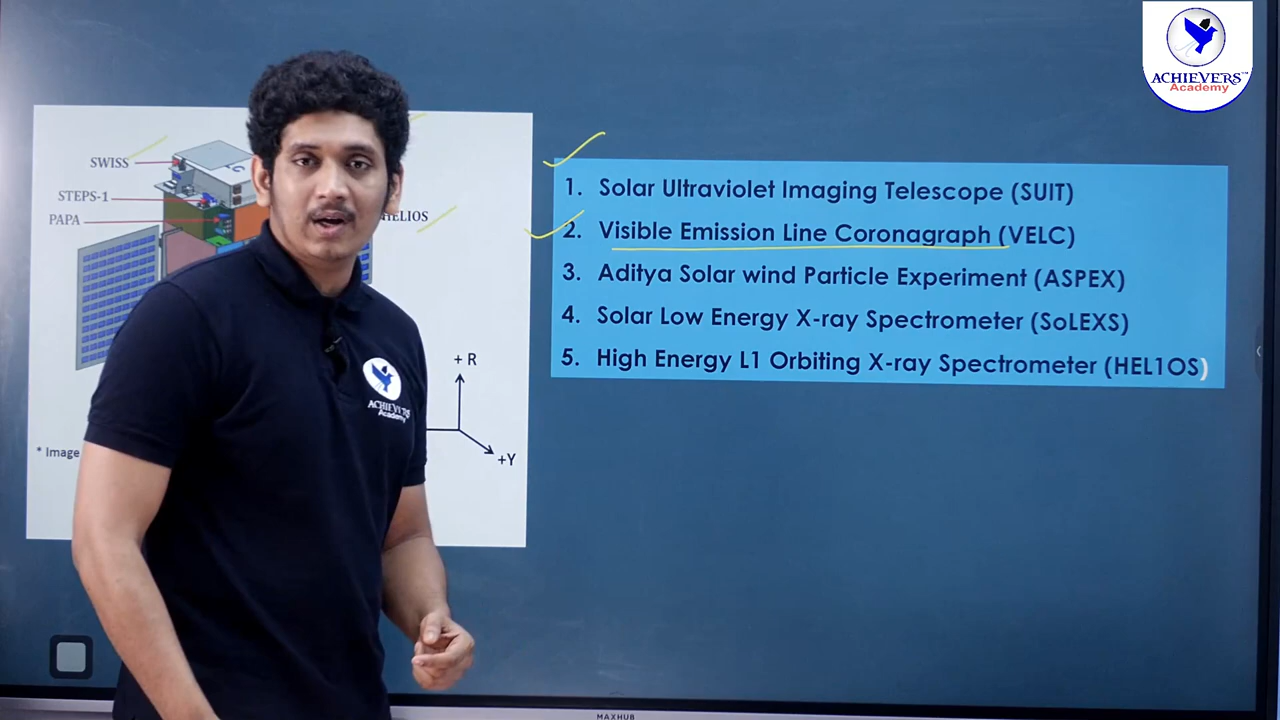 ACHIEVERS™
Academy
SWISS
STEPS-1
PAPA
HELIOS
+ R
+Y
* Image
1. Solar Ultraviolet Imaging Telescope (SUIT)
2. Visible Emission Line Coronagraph (VELC)
3. Aditya Solar wind Particle Experiment (ASPEX)
4. Solar Low Energy X-ray Spectrometer (SoLEXS)
5. High Energy L1 Orbiting X-ray Spectrometer (HEL1OS)
ACHIEVERS
Academy
MAXHUB